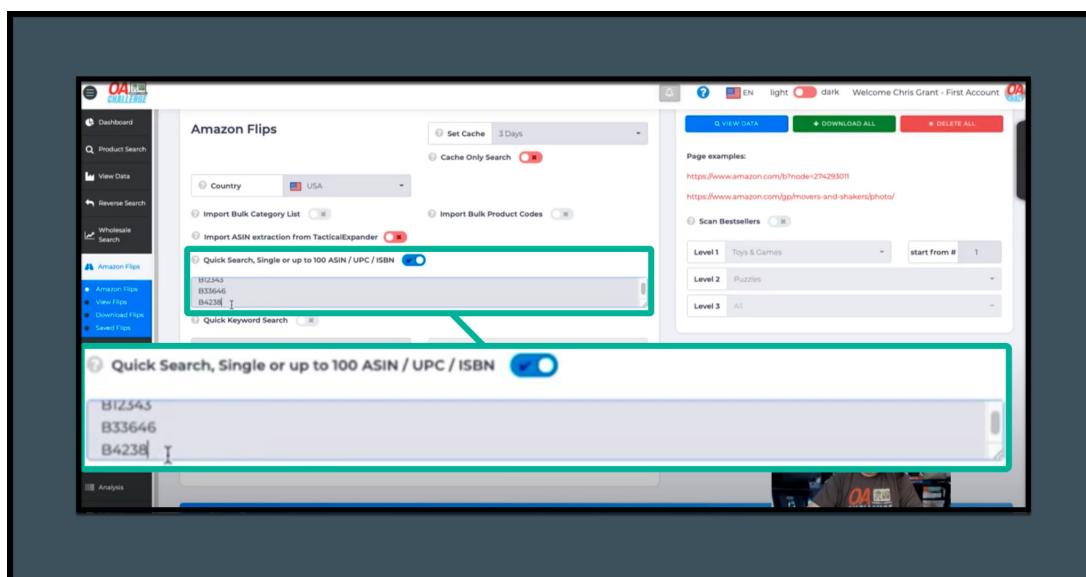 OA CHALLENGE
EN light dark Welcome Chris Grant - First Account
Dashboard
Product Search
View Data
Reverse Search
Wholesale
Search
Amazon Flips
Amazon Flips
View Flips
Download Flips
Saved Flips
Analysis
Amazon Flips
Set Cache 3 Days
Cache Only Search
Country USA
Import Bulk Category List
Import Bulk Product Codes
Import ASIN extraction from TacticalExpander
Quick Search, Single or up to 100 ASIN / UPC / ISBN
B12343
B33646
B4238
Quick Keyword Search
VIEW DATA
+ DOWNLOAD ALL
× DELETE ALL
Page examples:
https://www.amazon.com/b?node=274293011
https://www.amazon.com/gp/movers-and-shakers/photo/
Scan Bestsellers
Level 1 Toys & Games start from # 1
Level 2 Puzzles
Level 3 All
Quick Search, Single or up to 100 ASIN / UPC / ISBN
B12343
B33646
B4238
OA
CHALLENGE